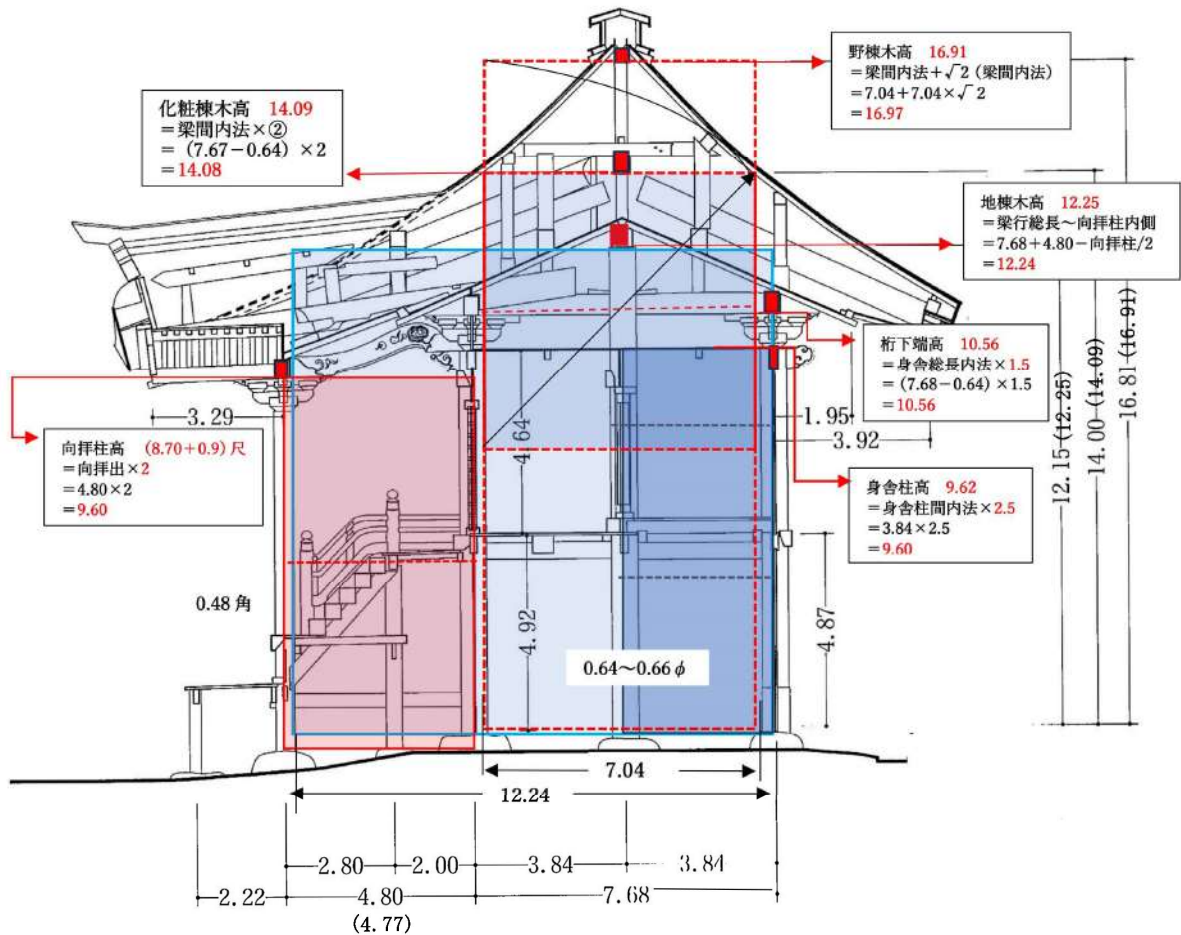 野棟木高 16.91
=梁間内法+√2 (梁間内法)
=7.04+7.04×√2
=16.97
化粧棟木高 14.09
=梁間内法×②
= (7.67-0.64) ×2
= 14.08
地棟木高 12.25
=梁行総長～向拝柱内側
=7.68+4.80-向拝柱/2
=12.24
桁下端高 10.56
=身舎総長内法×1.5
= (7.68-0.64) ×1.5
= 10.56
向拝柱高 (8.70+0.9) 尺
=向拝出×2
=4.80×2
=9.60
身舎柱高 9.62
=身舎柱間内法×2.5
=3.84×2.5
=9.60
3.29
4.64
1.95
3.92
12.15 (12.25)
14.00 (14.09)
16.81 (16.91)
0.48 角
4.92
4.87
0.64～0.66 φ
7.04
12.24
2.80
2.00
3.84
3.84
2.22
4.80
7.68
(4.77)